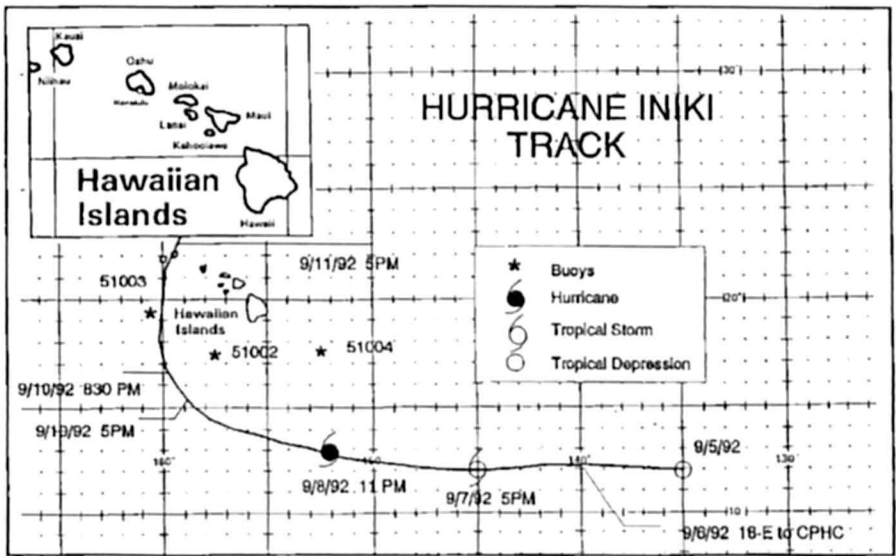 Kauai
Niihau
Oahu
Honolulu
Molokai
Lanai
Maui
Kahoolawe
Hawaiian
Islands
Hawaii
HURRICANE INIKI
TRACK
(30°)
9/11/92 5PM
51003
Hawaiian
Islands
Buoys
Hurricane
Tropical Storm
Tropical Depression
(20°)
51002
51004
9/10/92 830 PM
9/10/92 5PM
160°
150
140°
130°
9/8/92 11 PM
9/7/92 5PM
9/5/92
(10
9/6/92 18-E to CPHC